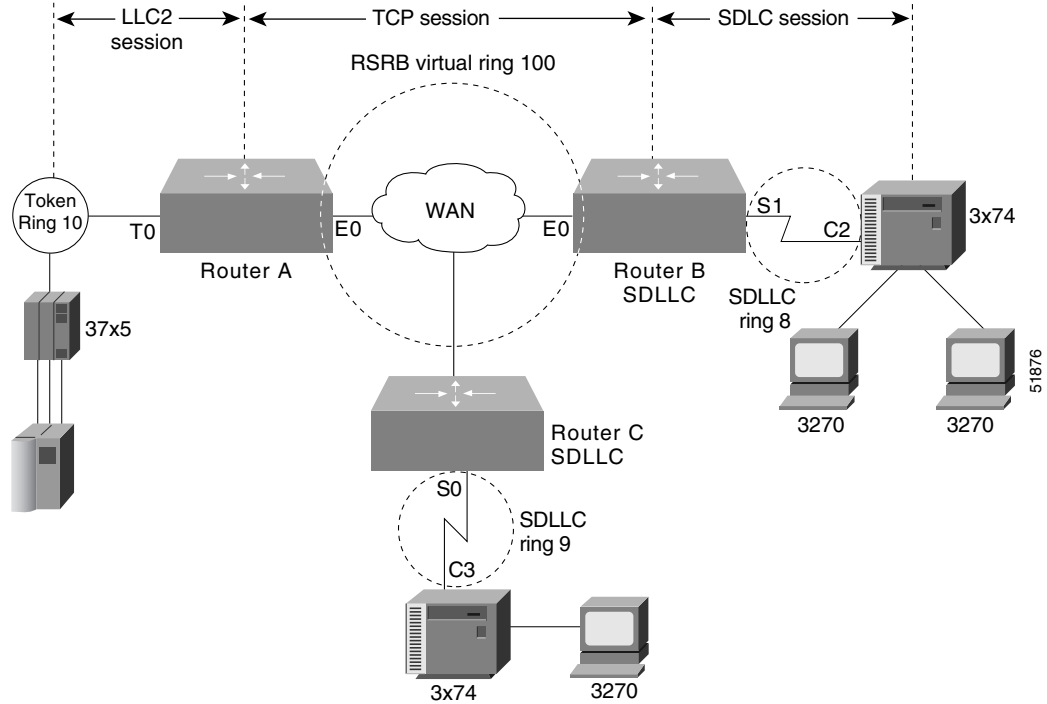 LLC2
session
TCP session
SDLC session
RSRB virtual ring 100
Token
Ring 10
T0
E0
WAN
E0
S1
C2
3x74
Router A
Router B
SDLLC
SDLLC
ring 8
37x5
3270
3270
51876
Router C
SDLLC
S0
SDLLC
ring 9
C3
3x74
3270